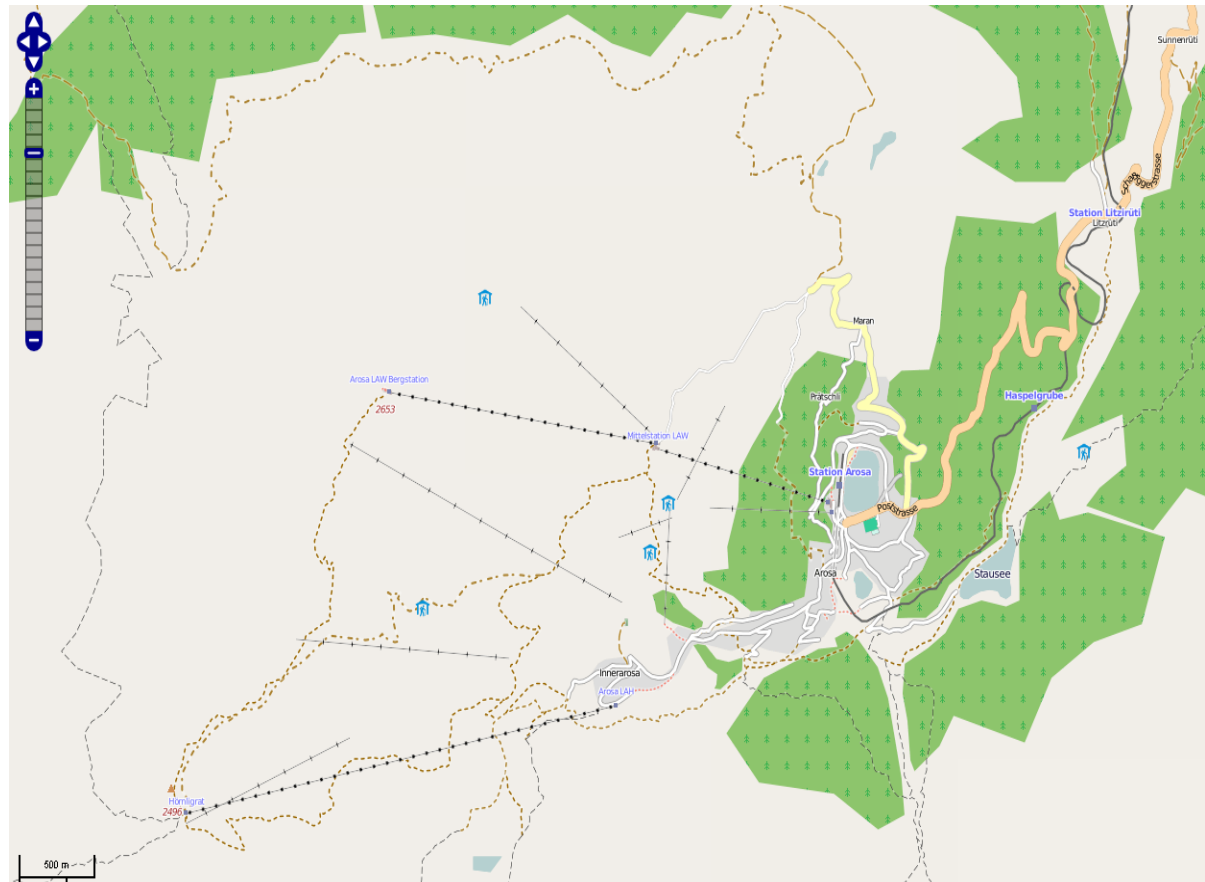 Sunnenrüti
Schanfiggerstrasse
Station Litzirüti
Litzirüti
Maran
Arosa LAW Bergstation
2653
Prätschli
Haspelgrube
Mittelstation LAW
Station Arosa
Poststrasse
Arosa
Stausee
Innerarosa
Arosa LAH
Hörnligrat
2496
500 m